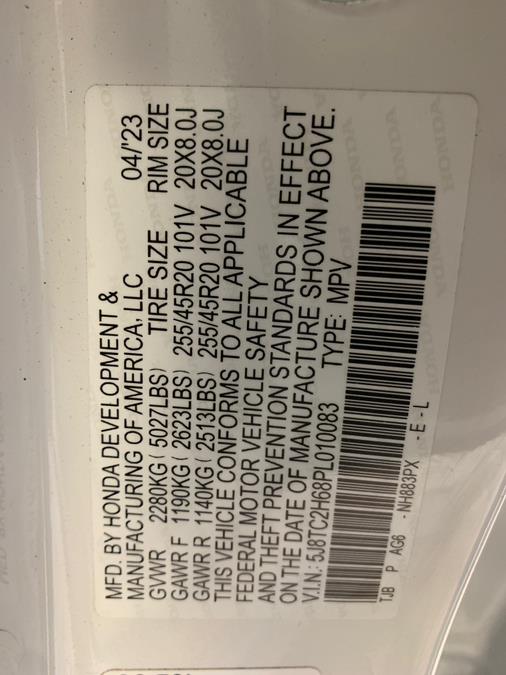 MFD. BY HONDA DEVELOPMENT &
MANUFACTURING OF AMERICA, LLC 04/'23
GVWR 2280KG ( 5027LBS) TIRE SIZE RIM SIZE
GAWR F 1190KG ( 2623LBS) 255/45R20 101V 20X8.0J
GAWR R 1140KG ( 2513LBS) 255/45R20 101V 20X8.0J
THIS VEHICLE CONFORMS TO ALL APPLICABLE
FEDERAL MOTOR VEHICLE SAFETY
AND THEFT PREVENTION STANDARDS IN EFFECT
ON THE DATE OF MANUFACTURE SHOWN ABOVE.
V.I.N.: 5J8TC2H68PL010083 TYPE: MPV
TJB P AG6 -NH883PX -E-L
HONDA